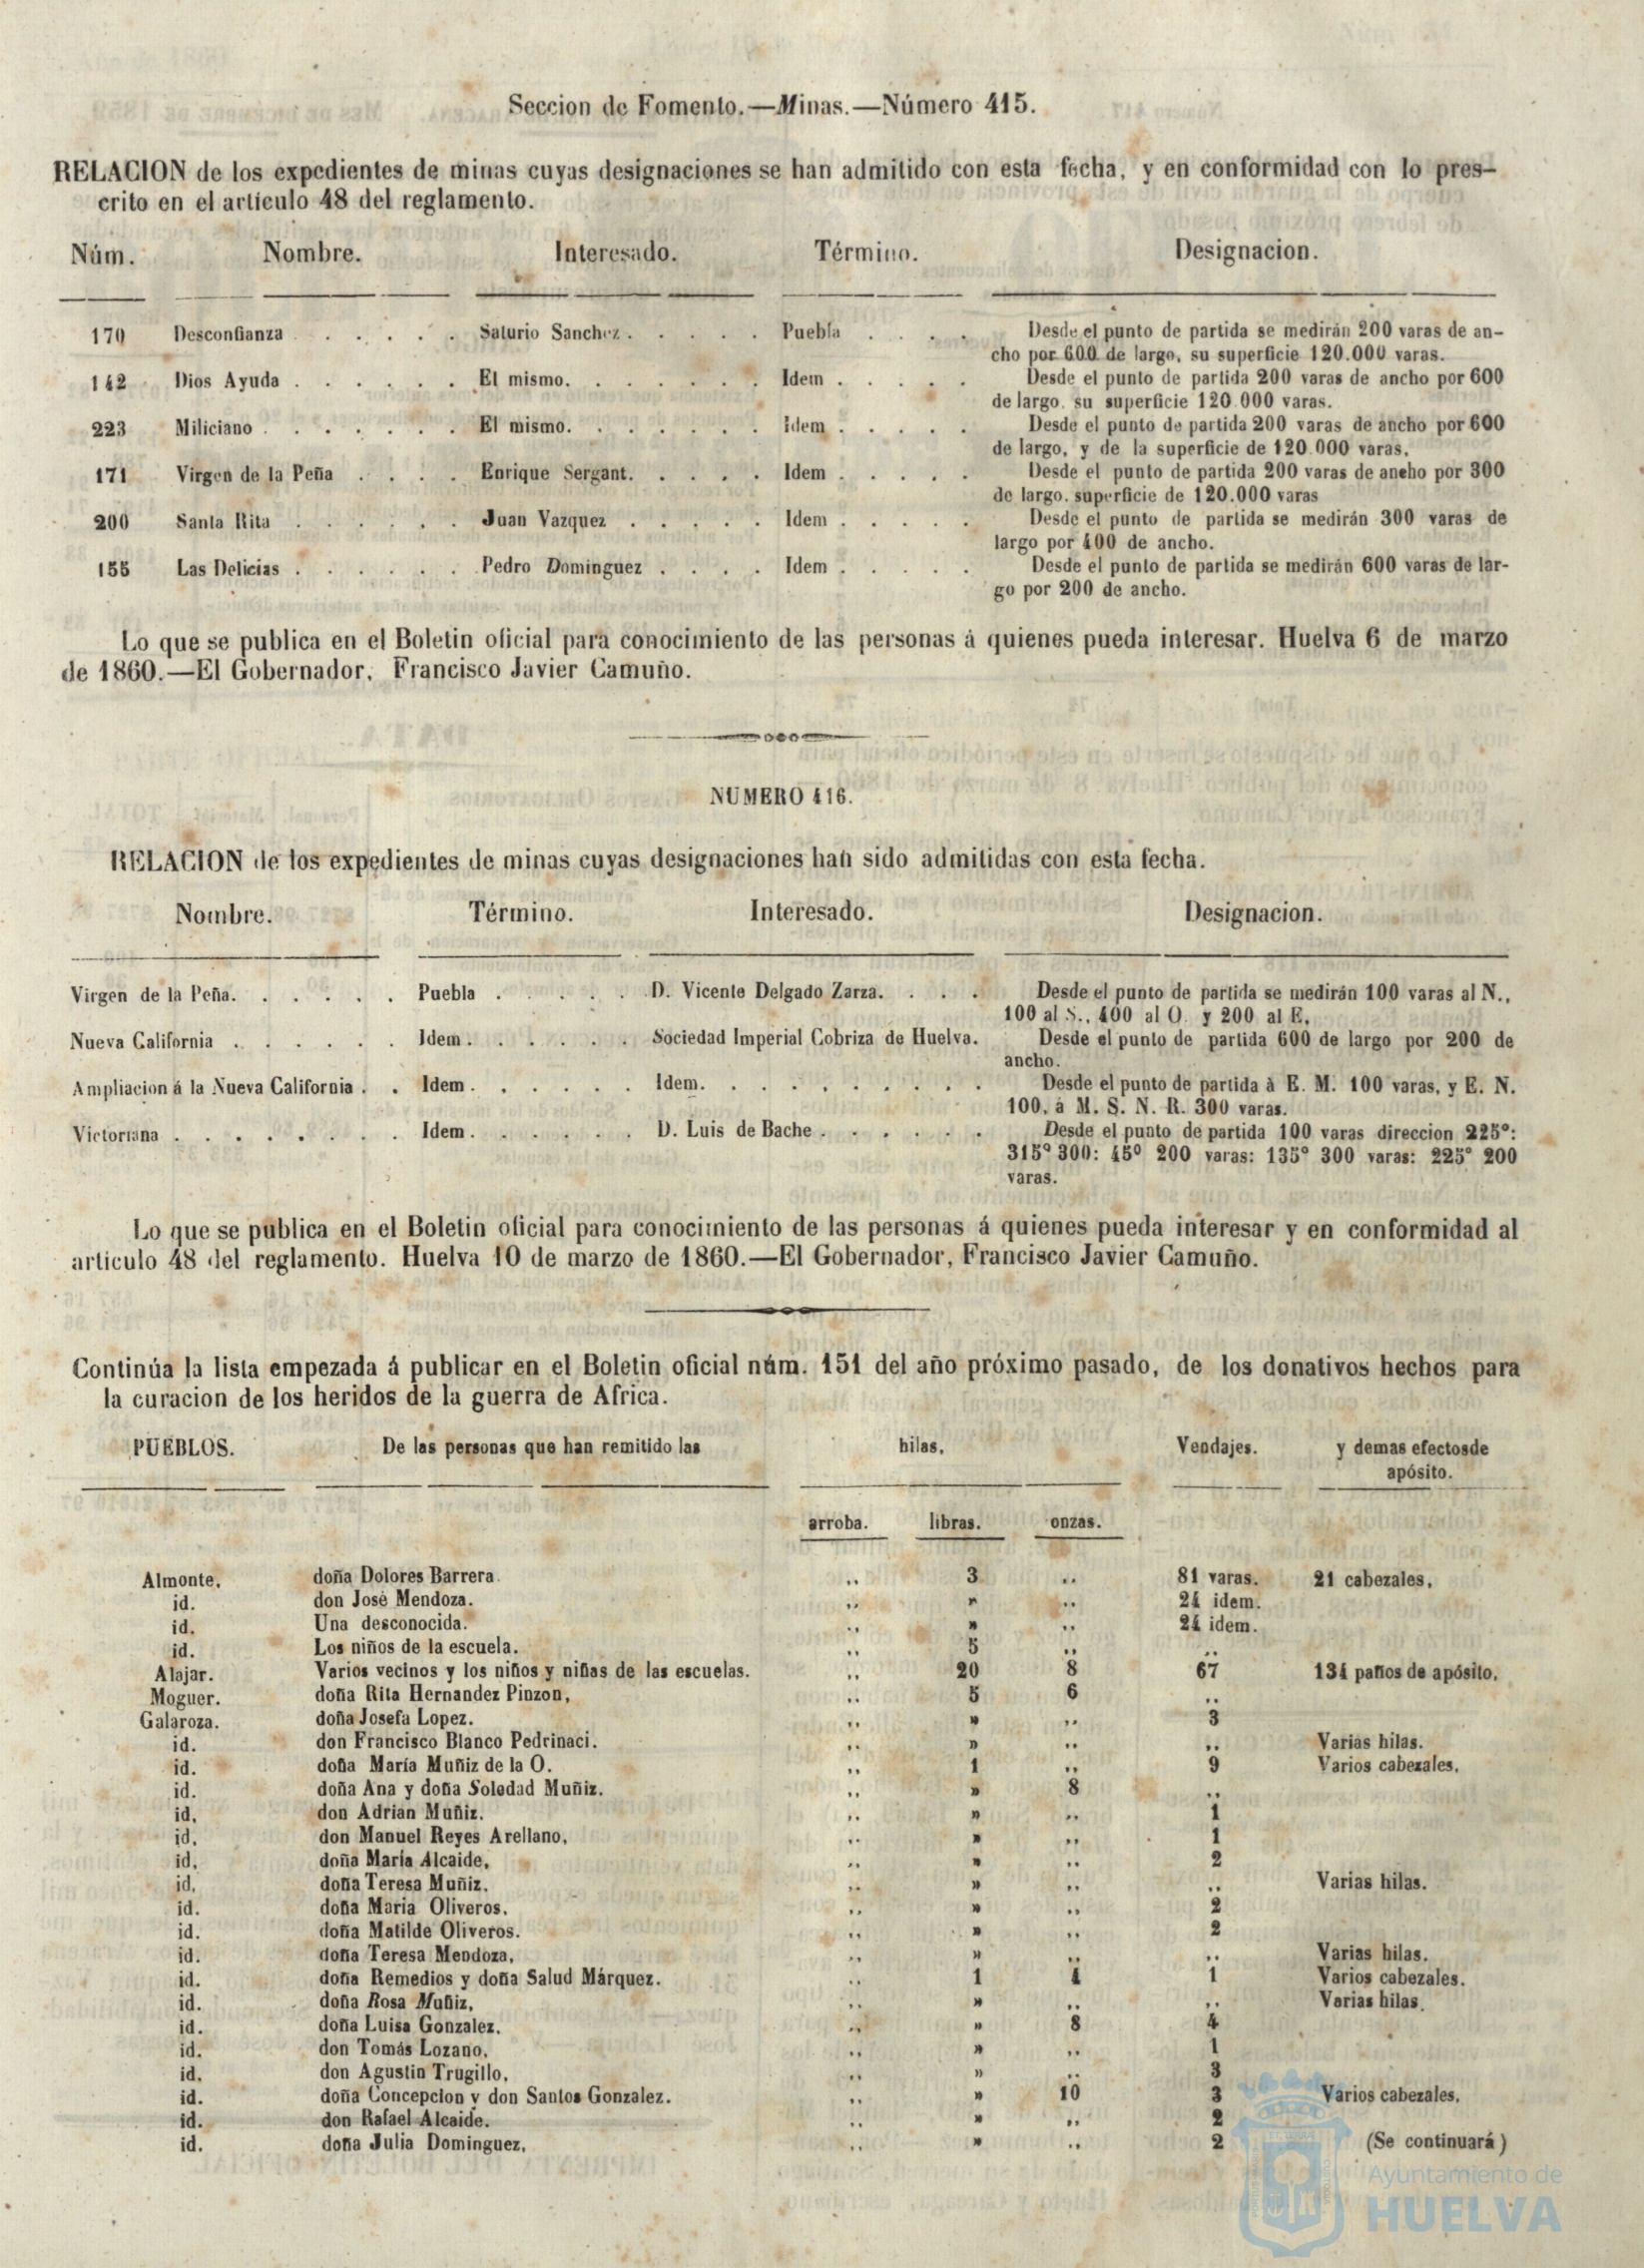 Seccion de Fomento.—Minas.—Número 415.
RELACION de los expedientes de minas cuyas designaciones se han admitido con esta fecha, y en conformidad con lo pres-
crito en el artículo 48 del reglamento.
Núm. Nombre. Interesado. Término. Designacion.
170 Desconfianza . . . . . . Saturio Sanchez . . . . . Puebla . . . . Desde el punto de partida se medirán 200 varas de an-
cho por 600 de largo, su superficie 120.000 varas.
142 Dios Ayuda . . . . . . . El mismo. . . . . . . . Idem . . . . . Desde el punto de partida 200 varas de ancho por 600
de largo. su superficie 120.000 varas.
223 Miliciano . . . . . . . . El mismo. . . . . . . . Idem . . . . . Desde el punto de partida 200 varas de ancho por 600
de largo, y de la superficie de 120.000 varas.
171 Virgen de la Peña . . . . Enrique Sergant. . . . . . Idem . . . . . Desde el punto de partida 200 varas de ancho por 300
de largo. superficie de 120.000 varas
200 Santa Rita . . . . . . Juan Vazquez . . . . . Idem . . . . . Desde el punto de partida se medirán 300 varas de
largo por 400 de ancho.
155 Las Delicias . . . . . . Pedro Dominguez . . . . Idem . . . . . Desde el punto de partida se medirán 600 varas de lar-
go por 200 de ancho.
Lo que se publica en el Boletin oficial para conocimiento de las personas á quienes pueda interesar. Huelva 6 de marzo
de 1860.—El Gobernador, Francisco Javier Camuño.
NUMERO 416.
RELACION de los expedientes de minas cuyas designaciones han sido admitidas con esta fecha.
Nombre. Término. Interesado. Designacion.
Virgen de la Peña. . . . . . Puebla . . . . . D. Vicente Delgado Zarza. . . . Desde el punto de partida se medirán 100 varas al N.,
100 al S., 400 al O. y 200 al E.
Nueva California . . . . . . Idem . . . . . . Sociedad Imperial Cobriza de Huelva. Desde el punto de partida 600 de largo por 200 de
ancho.
Ampliacion á la Nueva California . . Idem . . . . . . Idem. . . . . . . . . . Desde el punto de partida à E. M. 100 varas, y E. N.
100, á M. S. N. R. 300 varas.
Victoriana . . . . . . . . Idem . . . . . . D. Luis de Bache . . . . . . Desde el punto de partida 100 varas direccion 225°:
315° 300: 45° 200 varas: 135° 300 varas: 225° 200
varas.
Lo que se publica en el Boletin oficial para conocimiento de las personas á quienes pueda interesar y en conformidad al
articulo 48 del reglamento. Huelva 10 de marzo de 1860.—El Gobernador, Francisco Javier Camuño.
Continúa la lista empezada á publicar en el Boletin oficial núm. 151 del año próximo pasado, de los donativos hechos para
la curacion de los heridos de la guerra de Africa.
PUEBLOS. De las personas que han remitido las hilas, Vendajes. y demas efectosde
apósito.
arroba. libras. onzas.
Almonte. doña Dolores Barrera. ,, 3 ,, 81 varas. 21 cabezales.
id. don José Mendoza. ,, » ,, 24 idem.
id. Una desconocida. ,, » ,, 24 idem.
id. Los niños de la escuela. ,, 5 ,, ,,
Alajar. Varios vecinos y los niños y niñas de las escuelas. ,, 20 8 67 134 paños de apósito.
Moguer. doña Rita Hernandez Pinzon, ,, 5 6 ,,
Galaroza. doña Josefa Lopez. ,, » ,, 3
id. don Francisco Blanco Pedrinaci. ,, » ,, ,, Varias hilas.
id. doña María Muñiz de la O. ,, 1 ,, 9 Varios cabezales.
id. doña Ana y doña Soledad Muñiz. ,, » 8 ,,
id. don Adrian Muñiz. ,, » ,, 1
id. don Manuel Reyes Arellano, ,, » ,, 1
id. doña María Alcaide, ,, » ,, 2
id. doña Teresa Muñiz. ,, » ,, ,, Varias hilas.
id. doña Maria Oliveros. ,, » ,, 2
id. doña Matilde Oliveros. ,, » ,, 2
id. doña Teresa Mendoza, ,, » ,, ,, Varias hilas.
id. doña Remedios y doña Salud Márquez. ,, 1 4 1 Varios cabezales.
id. doña Rosa Muñiz, ,, » ,, ,, Varias hilas.
id. doña Luisa Gonzalez. ,, » 8 4
id. don Tomás Lozano, ,, » ,, 1
id. don Agustin Trugillo, ,, » ,, 3
id. doña Concepcion y don Santos Gonzalez. ,, » 10 3 Varios cabezales.
id. don Rafael Alcaide. ,, » ,, 2
id. doña Julia Dominguez, ,, » ,, 2 (Se continuará)
Ayuntamiento de
HUELVA